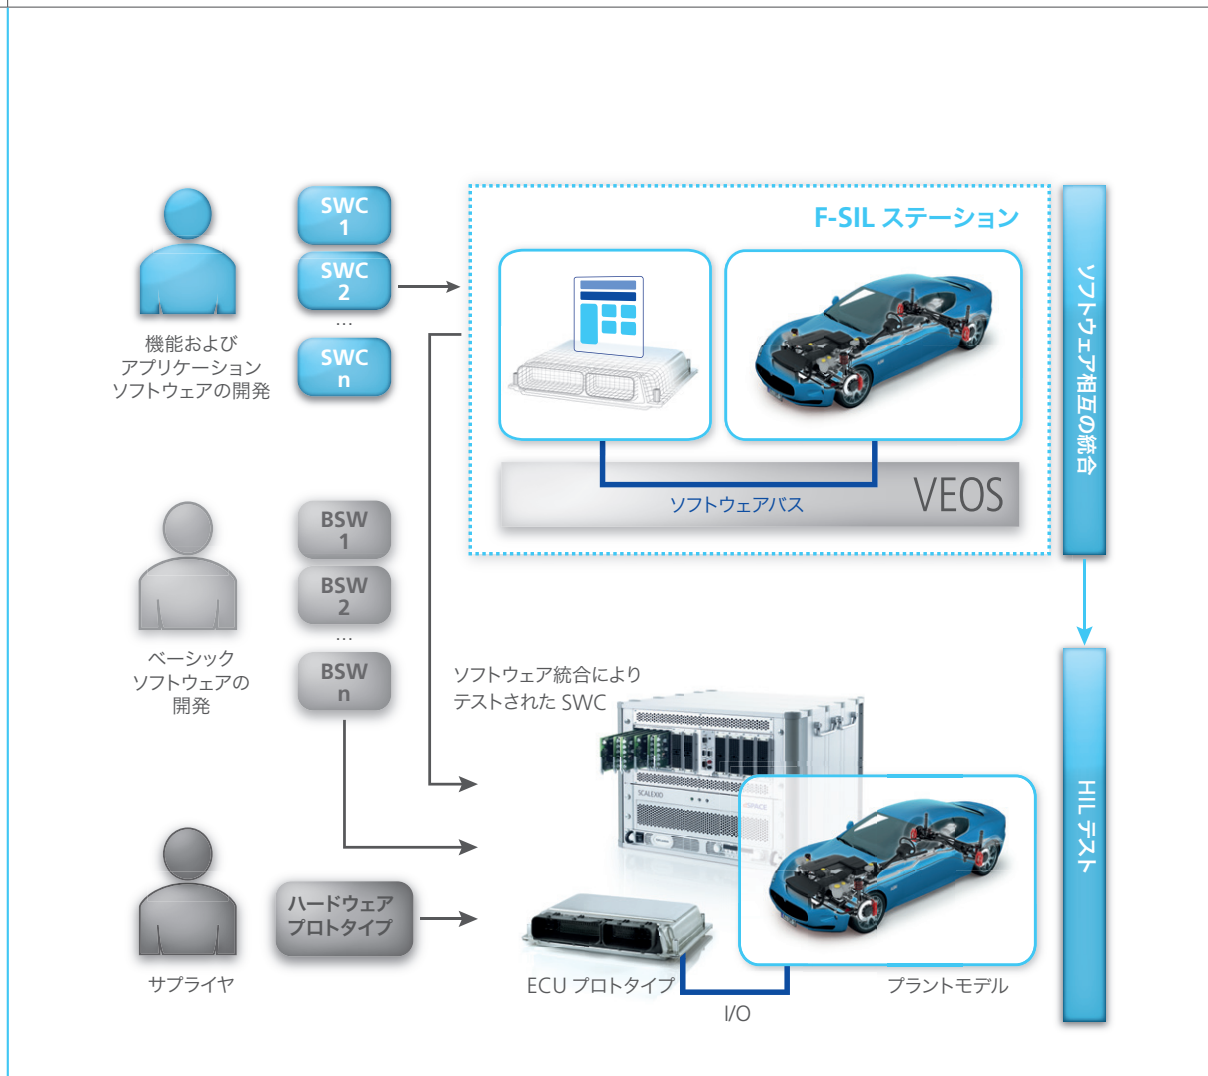 SWC
1
SWC
2
...
SWC
n
機能および
アプリケーション
ソフトウェアの開発
F-SIL ステーション
ソフトウェアバス
VEOS
ソフトウェア相互の統合
BSW
1
BSW
2
...
BSW
n
ベーシック
ソフトウェアの
開発
ソフトウェア統合により
テストされた SWC
SCALEXIO
dSPACE
HIL テスト
ハードウェア
プロトタイプ
サプライヤ
ECU プロトタイプ
I/O
プラントモデル